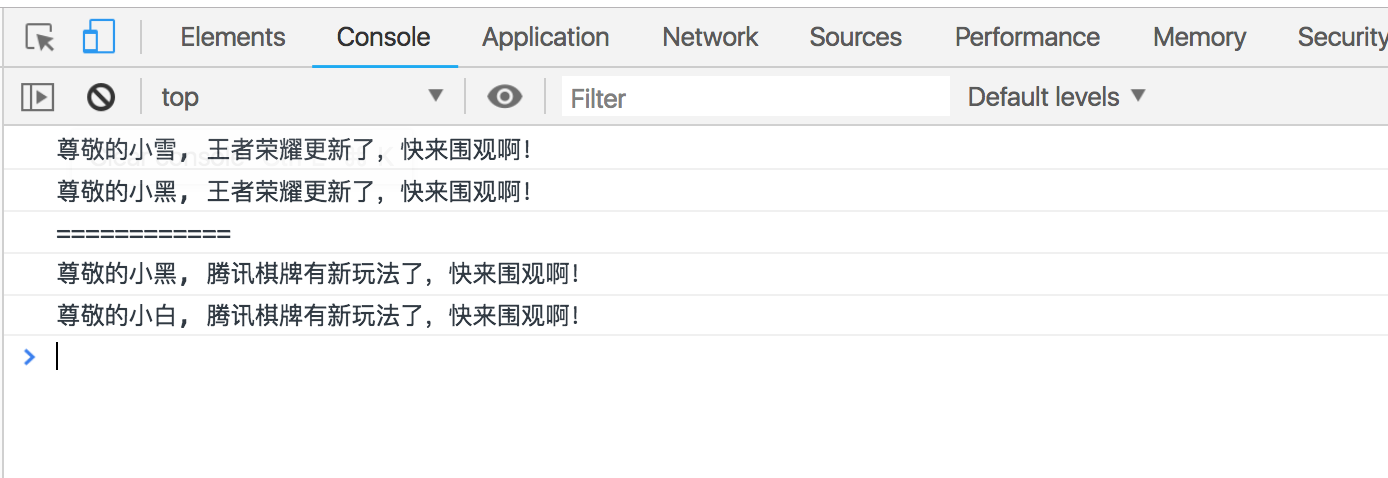 Elements Console Application Network Sources Performance Memory Security
top Filter Default levels
尊敬的小雪, 王者荣耀更新了，快来围观啊！
尊敬的小黑, 王者荣耀更新了，快来围观啊！
============
尊敬的小黑, 腾讯棋牌有新玩法了，快来围观啊！
尊敬的小白, 腾讯棋牌有新玩法了，快来围观啊！